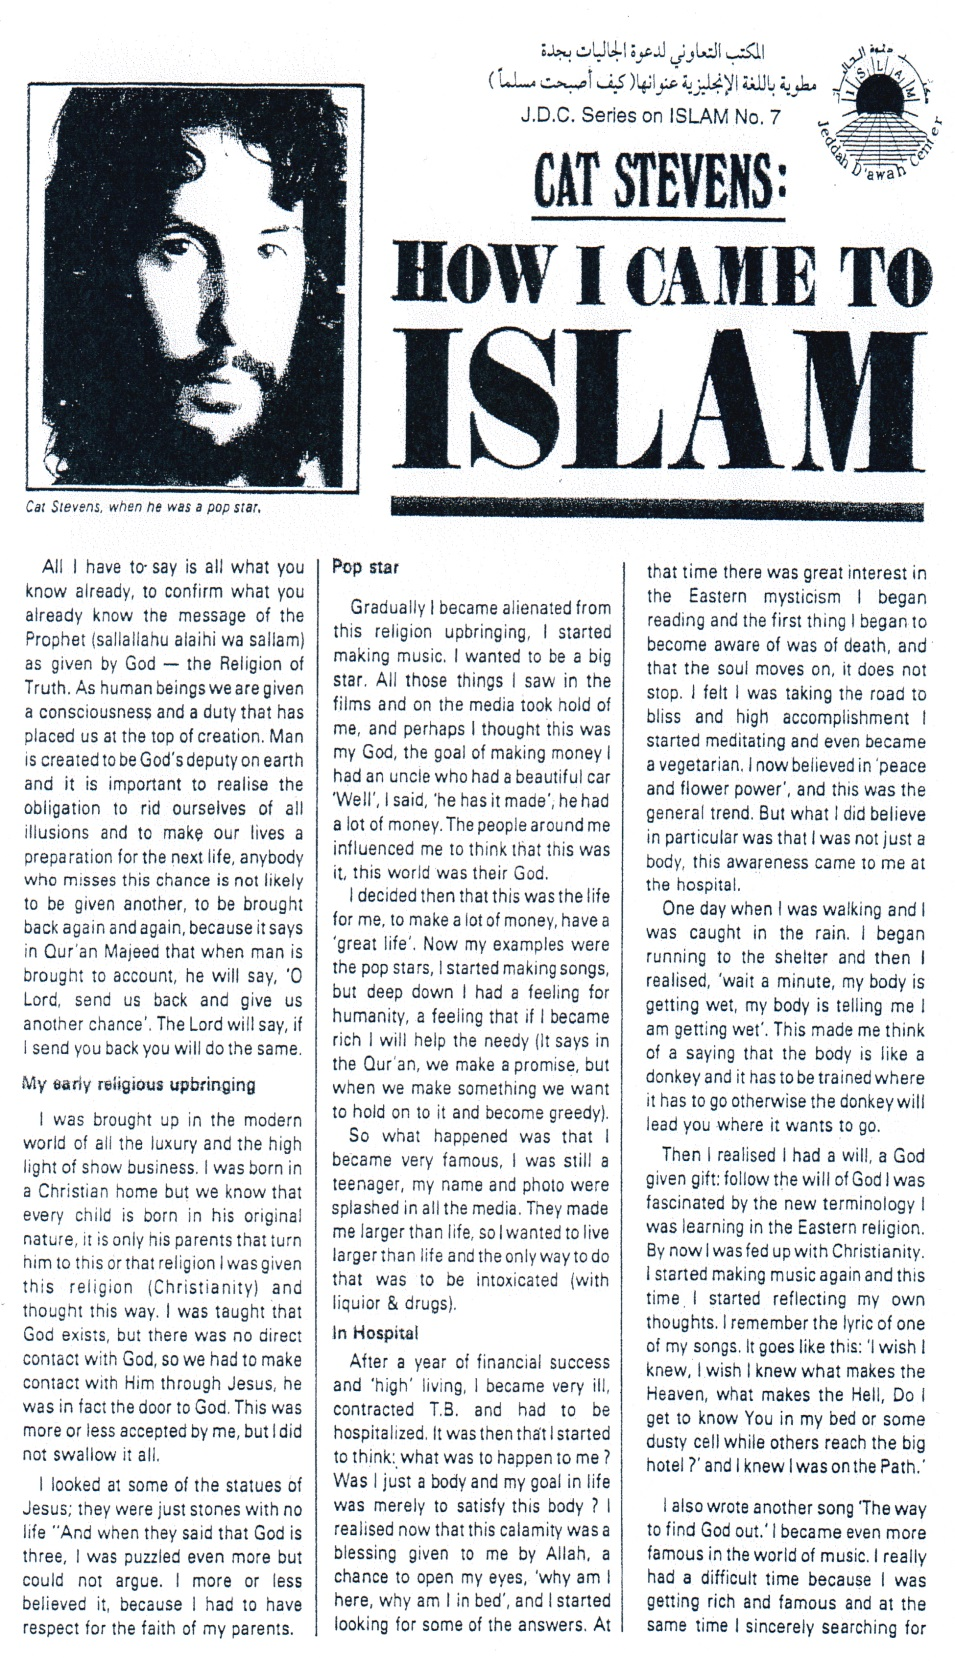 المكتب التعاوني لدعوة الجاليات بجدة
مطوية باللغة الإنجليزية عنوانها( كيف أصبحت مسلماً )
J.D.C. Series on ISLAM No. 7
ISLAM
Jeddah D'awah Center
CAT STEVENS:
HOW I CAME TO
ISLAM
Cat Stevens, when he was a pop star.
All I have to say is all what you
know already, to confirm what you
already know the message of the
Prophet (sallallahu alaihi wa sallam)
as given by God — the Religion of
Truth. As human beings we are given
a consciousness and a duty that has
placed us at the top of creation. Man
is created to be God's deputy on earth
and it is important to realise the
obligation to rid ourselves of all
illusions and to make our lives a
preparation for the next life, anybody
who misses this chance is not likely
to be given another, to be brought
back again and again, because it says
in Qur'an Majeed that when man is
brought to account, he will say, 'O
Lord, send us back and give us
another chance'. The Lord will say, if
I send you back you will do the same.
My early religious upbringing
I was brought up in the modern
world of all the luxury and the high
light of show business. I was born in
a Christian home but we know that
every child is born in his original
nature, it is only his parents that turn
him to this or that religion I was given
this religion (Christianity) and
thought this way. I was taught that
God exists, but there was no direct
contact with God, so we had to make
contact with Him through Jesus, he
was in fact the door to God. This was
more or less accepted by me, but I did
not swallow it all.
I looked at some of the statues of
Jesus; they were just stones with no
life "And when they said that God is
three, I was puzzled even more but
could not argue. I more or less
believed it, because I had to have
respect for the faith of my parents.
Pop star
Gradually I became alienated from
this religion upbringing, I started
making music. I wanted to be a big
star. All those things I saw in the
films and on the media took hold of
me, and perhaps I thought this was
my God, the goal of making money I
had an uncle who had a beautiful car
'Well', I said, 'he has it made', he had
a lot of money. The people around me
influenced me to think that this was
it, this world was their God.
I decided then that this was the life
for me, to make a lot of money, have a
'great life'. Now my examples were
the pop stars, I started making songs,
but deep down I had a feeling for
humanity, a feeling that if I became
rich I will help the needy (It says in
the Qur'an, we make a promise, but
when we make something we want
to hold on to it and become greedy).
So what happened was that I
became very famous, I was still a
teenager, my name and photo were
splashed in all the media. They made
me larger than life, so I wanted to live
larger than life and the only way to do
that was to be intoxicated (with
liquior & drugs).
In Hospital
After a year of financial success
and 'high' living, I became very ill,
contracted T.B. and had to be
hospitalized. It was then that I started
to think: what was to happen to me ?
Was I just a body and my goal in life
was merely to satisfy this body ? I
realised now that this calamity was a
blessing given to me by Allah, a
chance to open my eyes, 'why am I
here, why am I in bed', and I started
looking for some of the answers. At
that time there was great interest in
the Eastern mysticism I began
reading and the first thing I began to
become aware of was of death, and
that the soul moves on, it does not
stop. I felt I was taking the road to
bliss and high accomplishment I
started meditating and even became
a vegetarian. I now believed in 'peace
and flower power', and this was the
general trend. But what I did believe
in particular was that I was not just a
body, this awareness came to me at
the hospital.
One day when I was walking and I
was caught in the rain. I began
running to the shelter and then I
realised, 'wait a minute, my body is
getting wet, my body is telling me I
am getting wet'. This made me think
of a saying that the body is like a
donkey and it has to be trained where
it has to go otherwise the donkey will
lead you where it wants to go.
Then I realised I had a will, a God
given gift: follow the will of God I was
fascinated by the new terminology I
was learning in the Eastern religion.
By now I was fed up with Christianity.
I started making music again and this
time I started reflecting my own
thoughts. I remember the lyric of one
of my songs. It goes like this: 'I wish I
knew, I wish I knew what makes the
Heaven, what makes the Hell, Do I
get to know You in my bed or some
dusty cell while others reach the big
hotel ?' and I knew I was on the Path.'
I also wrote another song 'The way
to find God out.' I became even more
famous in the world of music. I really
had a difficult time because I was
getting rich and famous and at the
same time I sincerely searching for